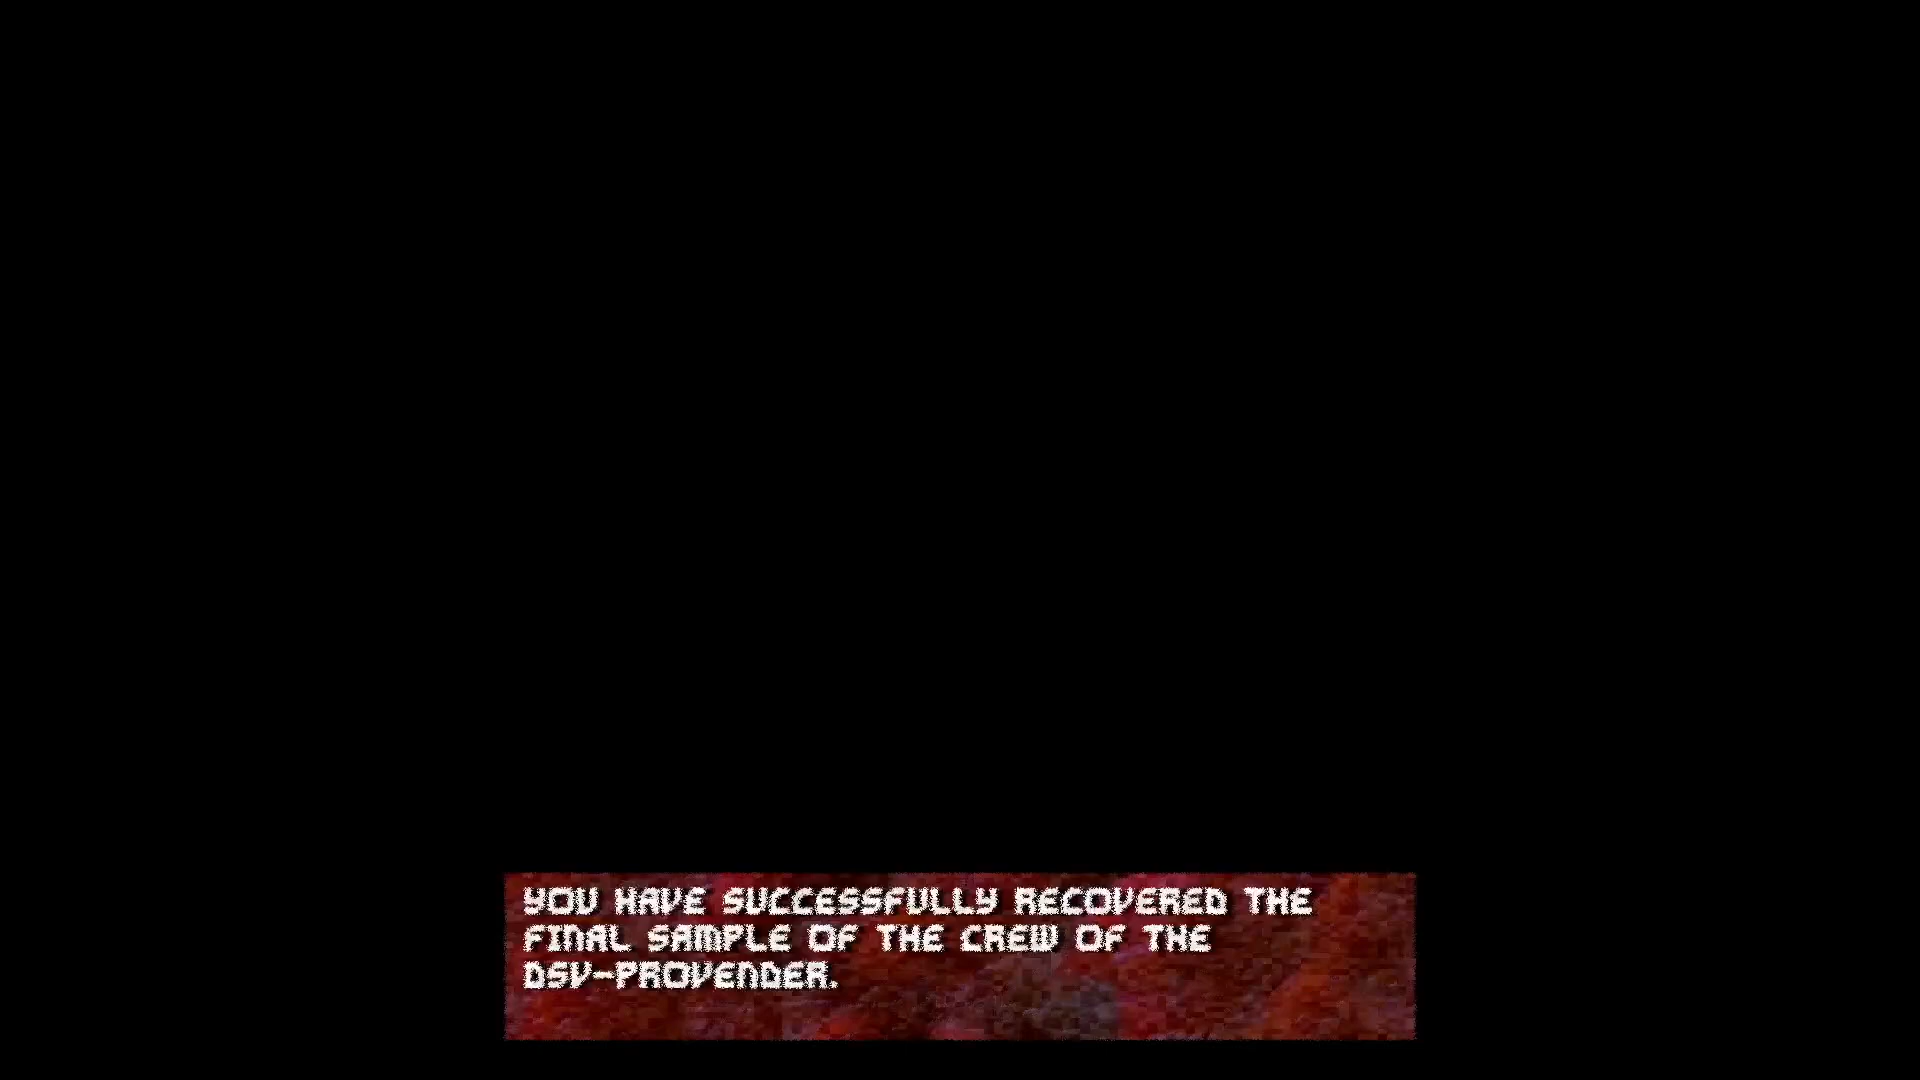 YOU HAVE SUCCESSFULLY RECOVERED THE
FINAL SAMPLE OF THE CREW OF THE
DSV-PROVENDER.